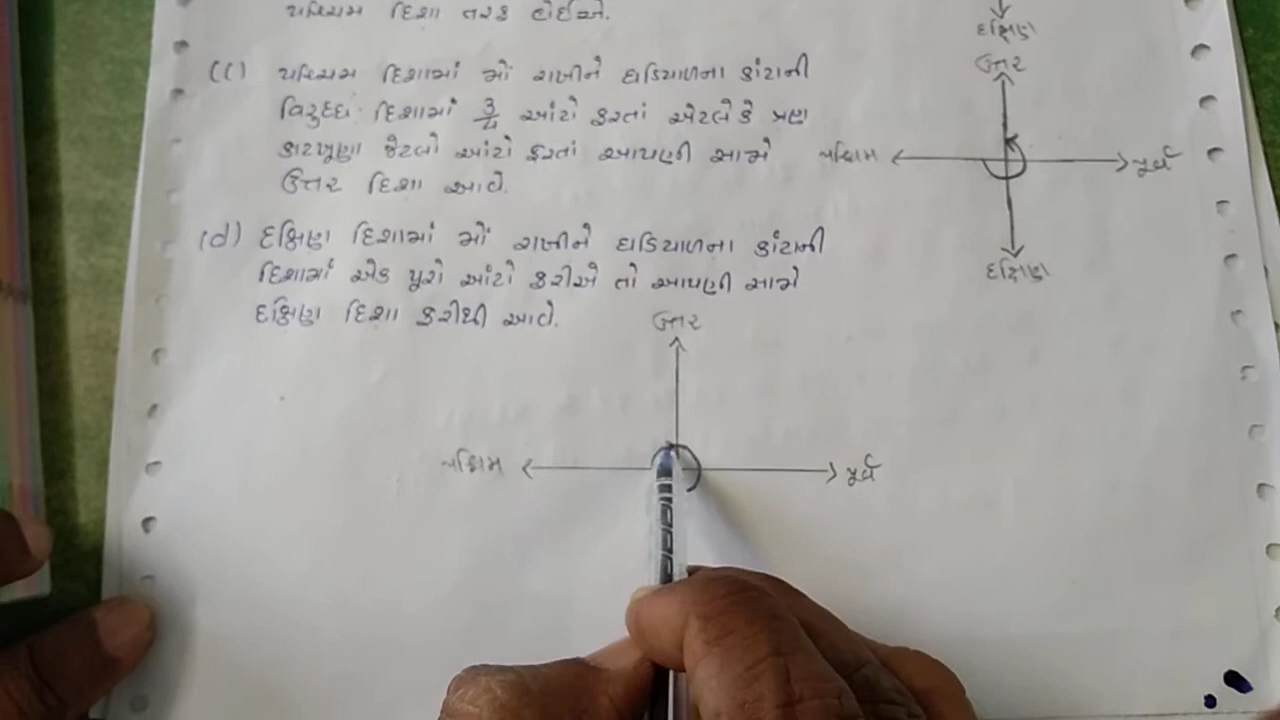 પશ્ચિમ દિશા તરફ હોઈએ.
દક્ષિણ
(c) પશ્ચિમ દિશામાં મોં રાખીને ઘડિયાળના કાંટાની
વિરુદ્ધ દિશામાં 3/4 આંટો ફરતાં એટલે કે ત્રણ
કાટખૂણા જેટલો આંટો ફરતાં આપણી સામે
ઉત્તર દિશા આવે.
ઉત્તર
પશ્ચિમ
પૂર્વ
દક્ષિણ
(d) દક્ષિણ દિશામાં મોં રાખીને ઘડિયાળના કાંટાની
દિશામાં એક પૂરો આંટો ફરીએ તો આપણી સામે
દક્ષિણ દિશા ફરીથી આવે.
ઉત્તર
પશ્ચિમ
પૂર્વ